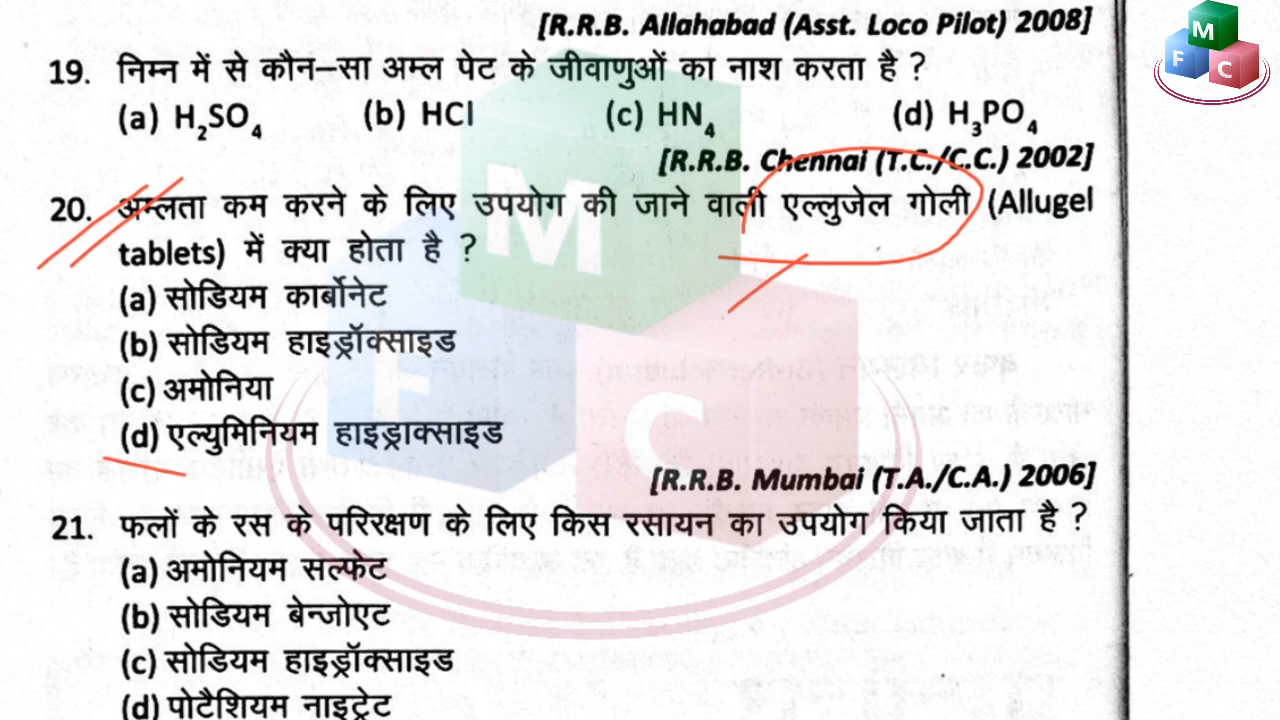 [R.R.B. Allahabad (Asst. Loco Pilot) 2008]
19. निम्न में से कौन-सा अम्ल पेट के जीवाणुओं का नाश करता है ?
(a) H₂SO₄ (b) HCl (c) HN₄ (d) H₃PO₄
[R.R.B. Chennai (T.C./C.C.) 2002]
20. अम्लता कम करने के लिए उपयोग की जाने वाली एल्लुजेल गोली (Allugel
tablets) में क्या होता है ?
(a) सोडियम कार्बोनेट
(b) सोडियम हाइड्रॉक्साइड
(c) अमोनिया
(d) एल्युमिनियम हाइड्राक्साइड
[R.R.B. Mumbai (T.A./C.A.) 2006]
21. फलों के रस के परिरक्षण के लिए किस रसायन का उपयोग किया जाता है ?
(a) अमोनियम सल्फेट
(b) सोडियम बेन्जोएट
(c) सोडियम हाइड्रॉक्साइड
(d) पोटैशियम नाइट्रेट
M
F
C
M
F
C